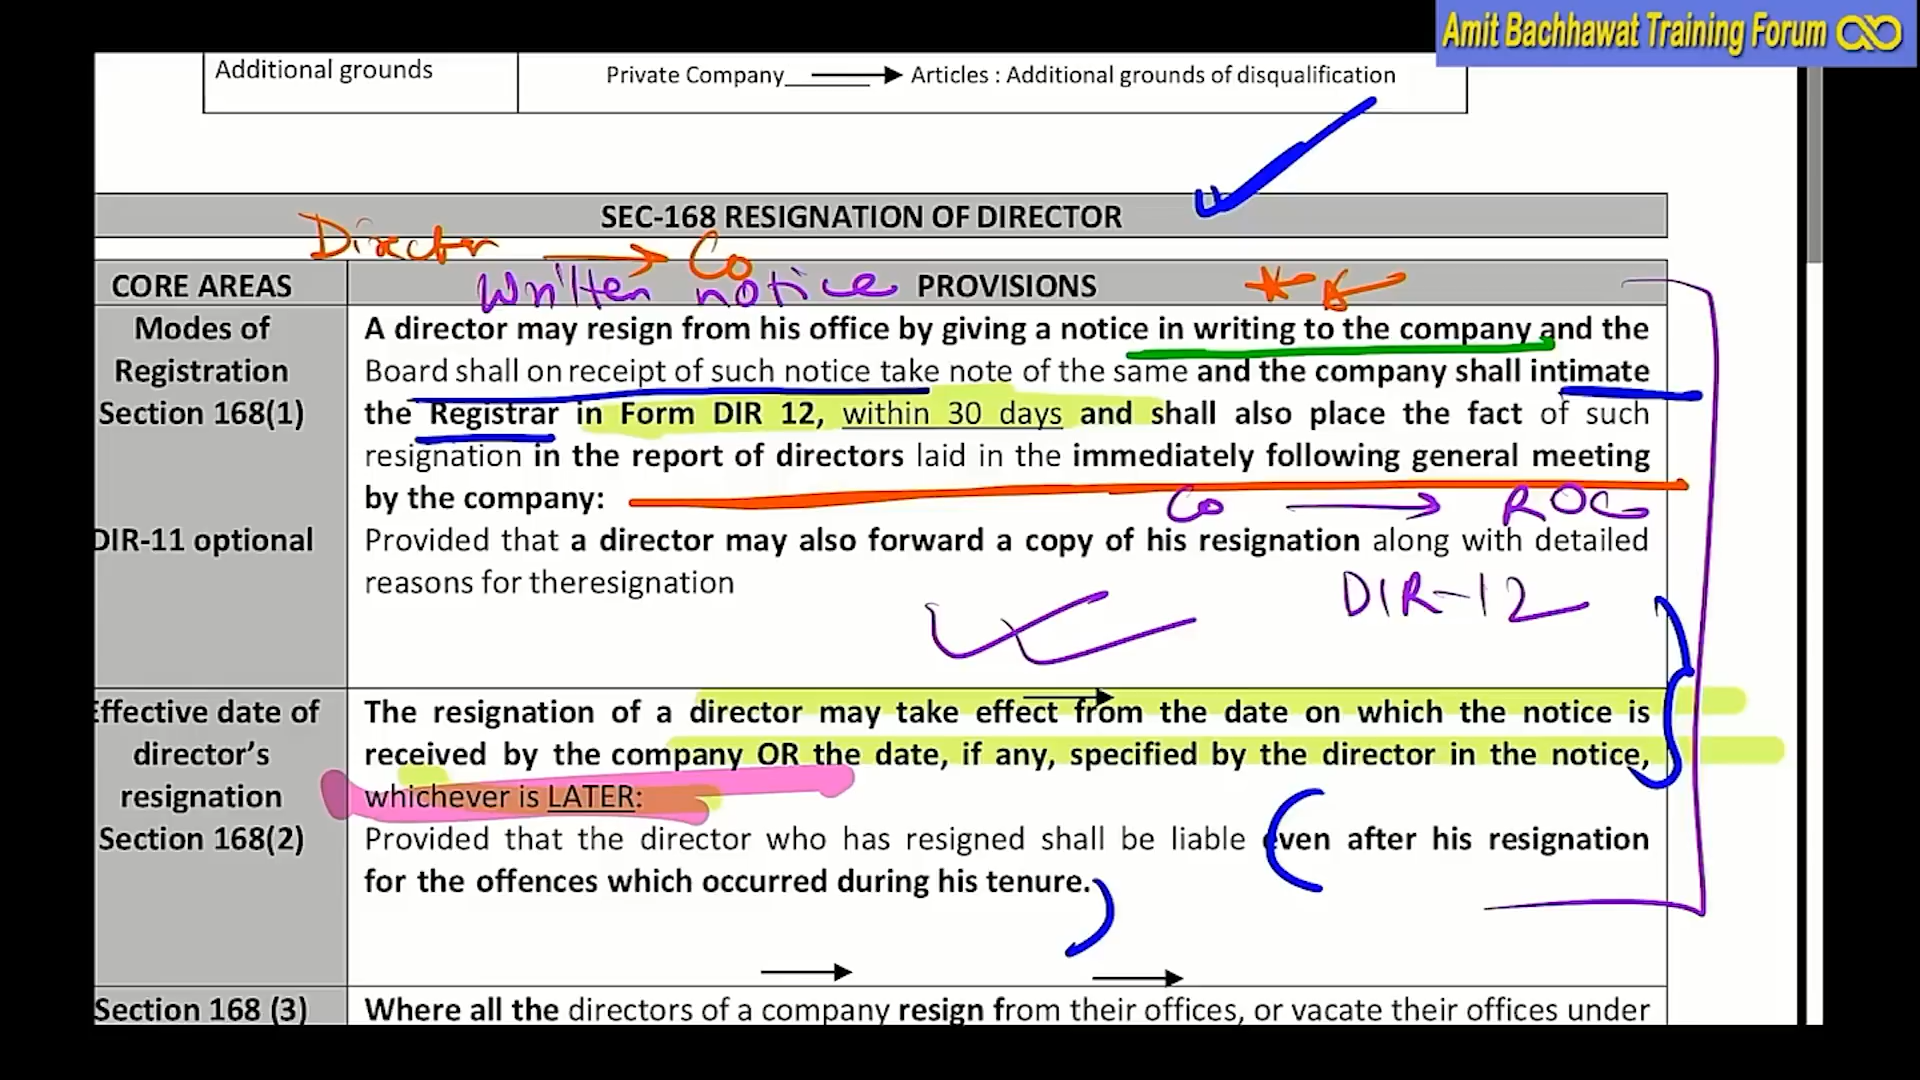 Amit Bachhawat Training Forum
Additional grounds
Private Company______ Articles : Additional grounds of disqualification
SEC-168 RESIGNATION OF DIRECTOR
Director → Co
Written notice
CORE AREAS
PROVISIONS
Modes of
Registration
Section 168(1)
A director may resign from his office by giving a notice in writing to the company and the
Board shall on receipt of such notice take note of the same and the company shall intimate
the Registrar in Form DIR 12, within 30 days and shall also place the fact of such
resignation in the report of directors laid in the immediately following general meeting
by the company:
Co → ROC
DIR-11 optional
Provided that a director may also forward a copy of his resignation along with detailed
reasons for theresignation
DIR-12
Effective date of
director's
resignation
Section 168(2)
The resignation of a director may take effect from the date on which the notice is
received by the company OR the date, if any, specified by the director in the notice,
whichever is LATER:
Provided that the director who has resigned shall be liable even after his resignation
for the offences which occurred during his tenure.
Section 168 (3)
Where all the directors of a company resign from their offices, or vacate their offices under